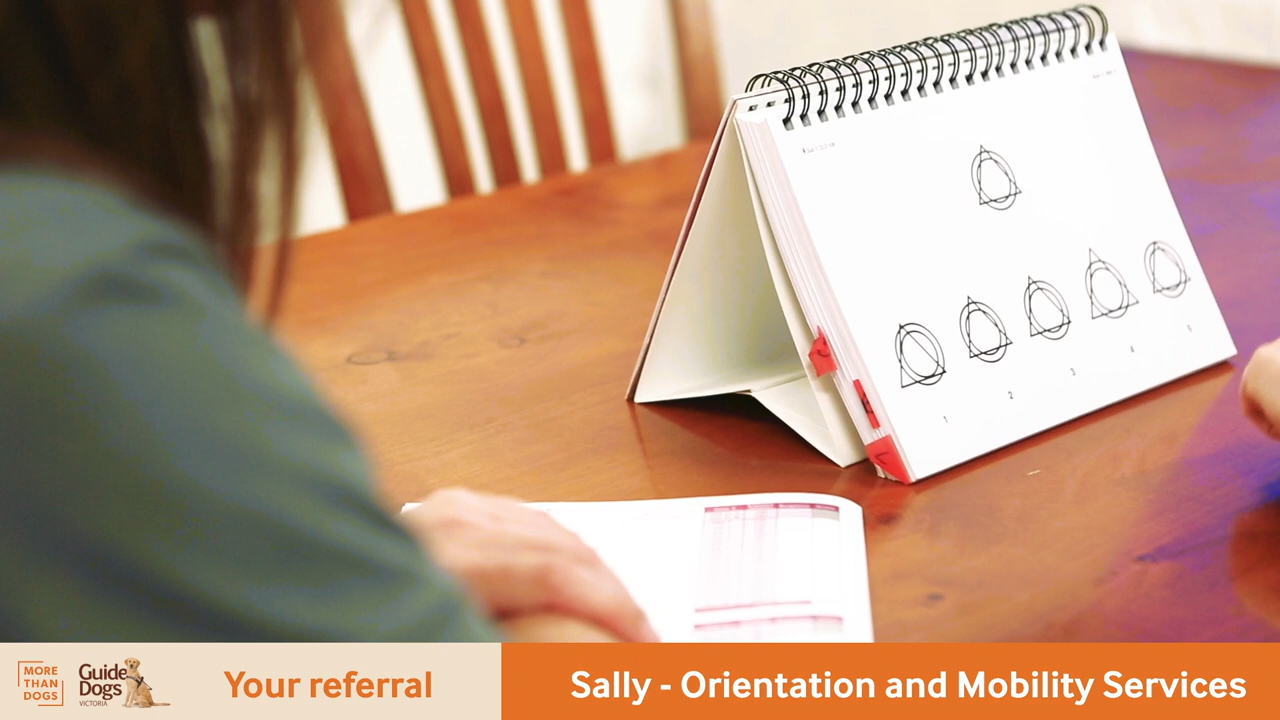 1
2
3
4
5
MORE
THAN
DOGS
Guide
Dogs
VICTORIA
Your referral
Sally - Orientation and Mobility Services